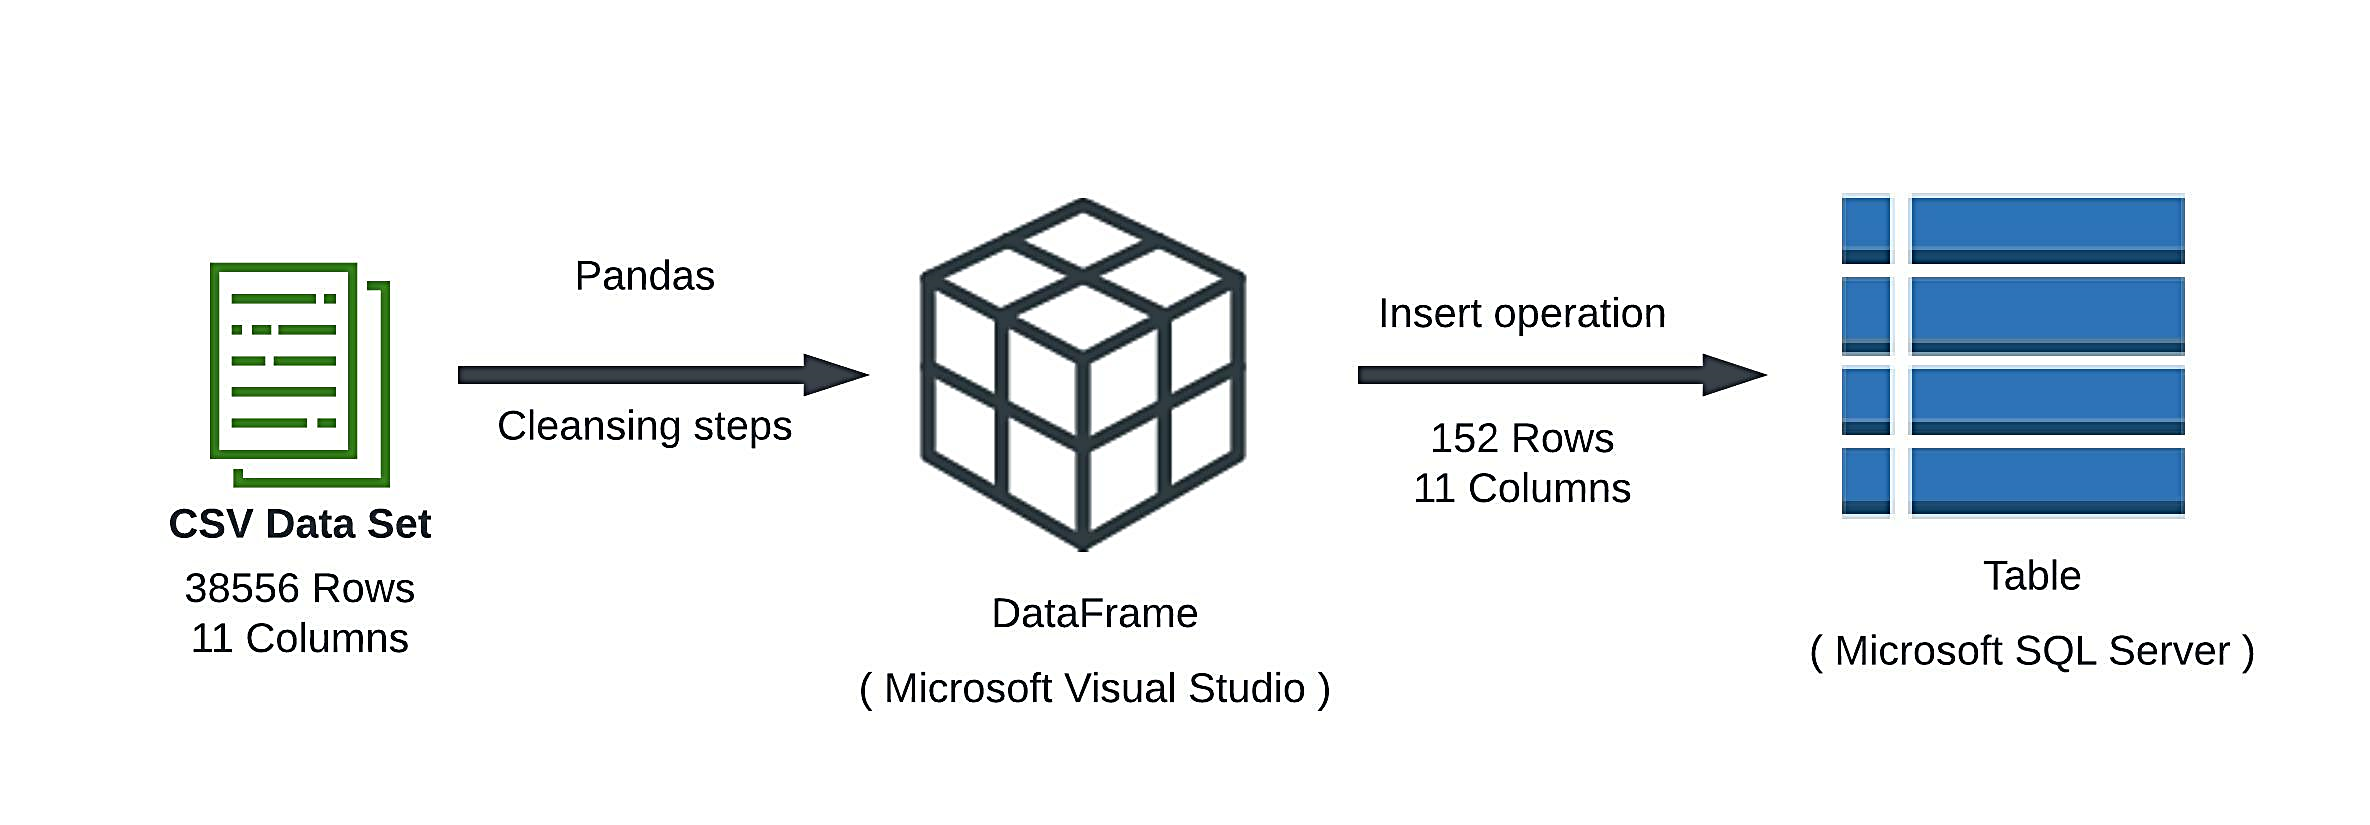 CSV Data Set
38556 Rows
11 Columns
Pandas
Cleansing steps
DataFrame
( Microsoft Visual Studio )
Insert operation
152 Rows
11 Columns
Table
( Microsoft SQL Server )